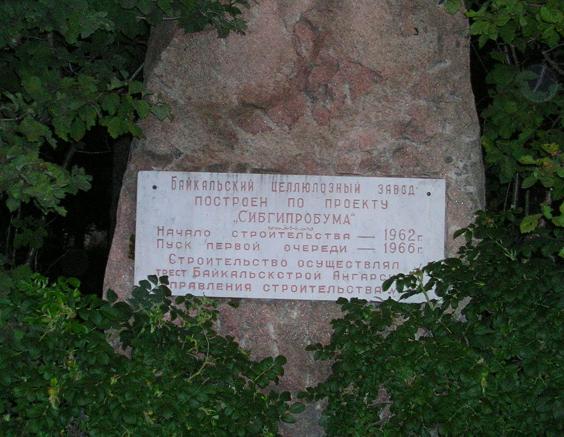 Байкальский целлюлозный завод
построен по проекту
"Сибгипробума"
Начало строительства — 1962г.
Пуск первой очереди — 1966г.
Строительство осуществлял
трест Байкальскстрой
управления строительства